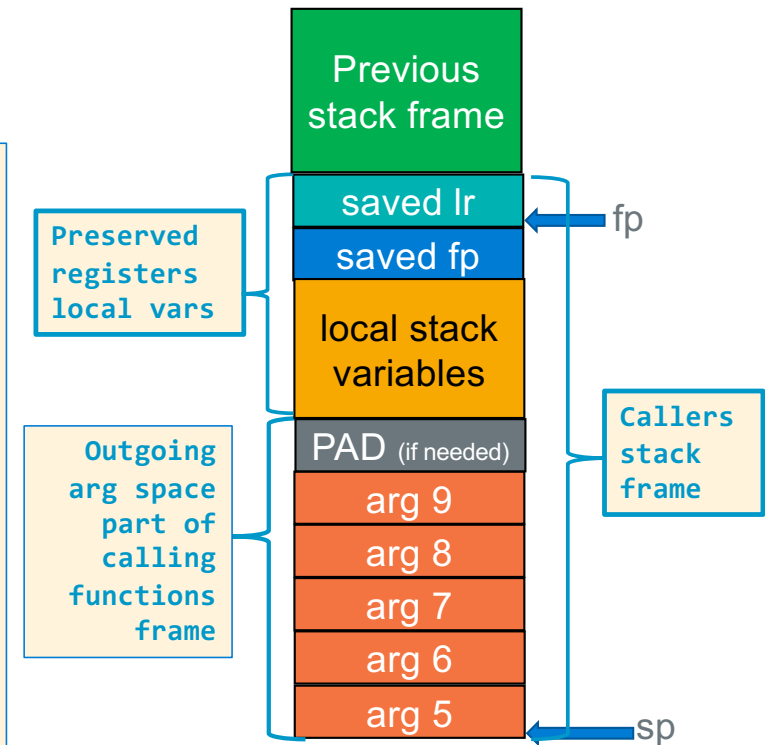 Previous
stack frame
saved lr
fp
saved fp
Preserved
registers
local vars
local stack
variables
Callers
stack
frame
PAD (if needed)
Outgoing
arg space
part of
calling
functions
frame
arg 9
arg 8
arg 7
arg 6
arg 5
sp